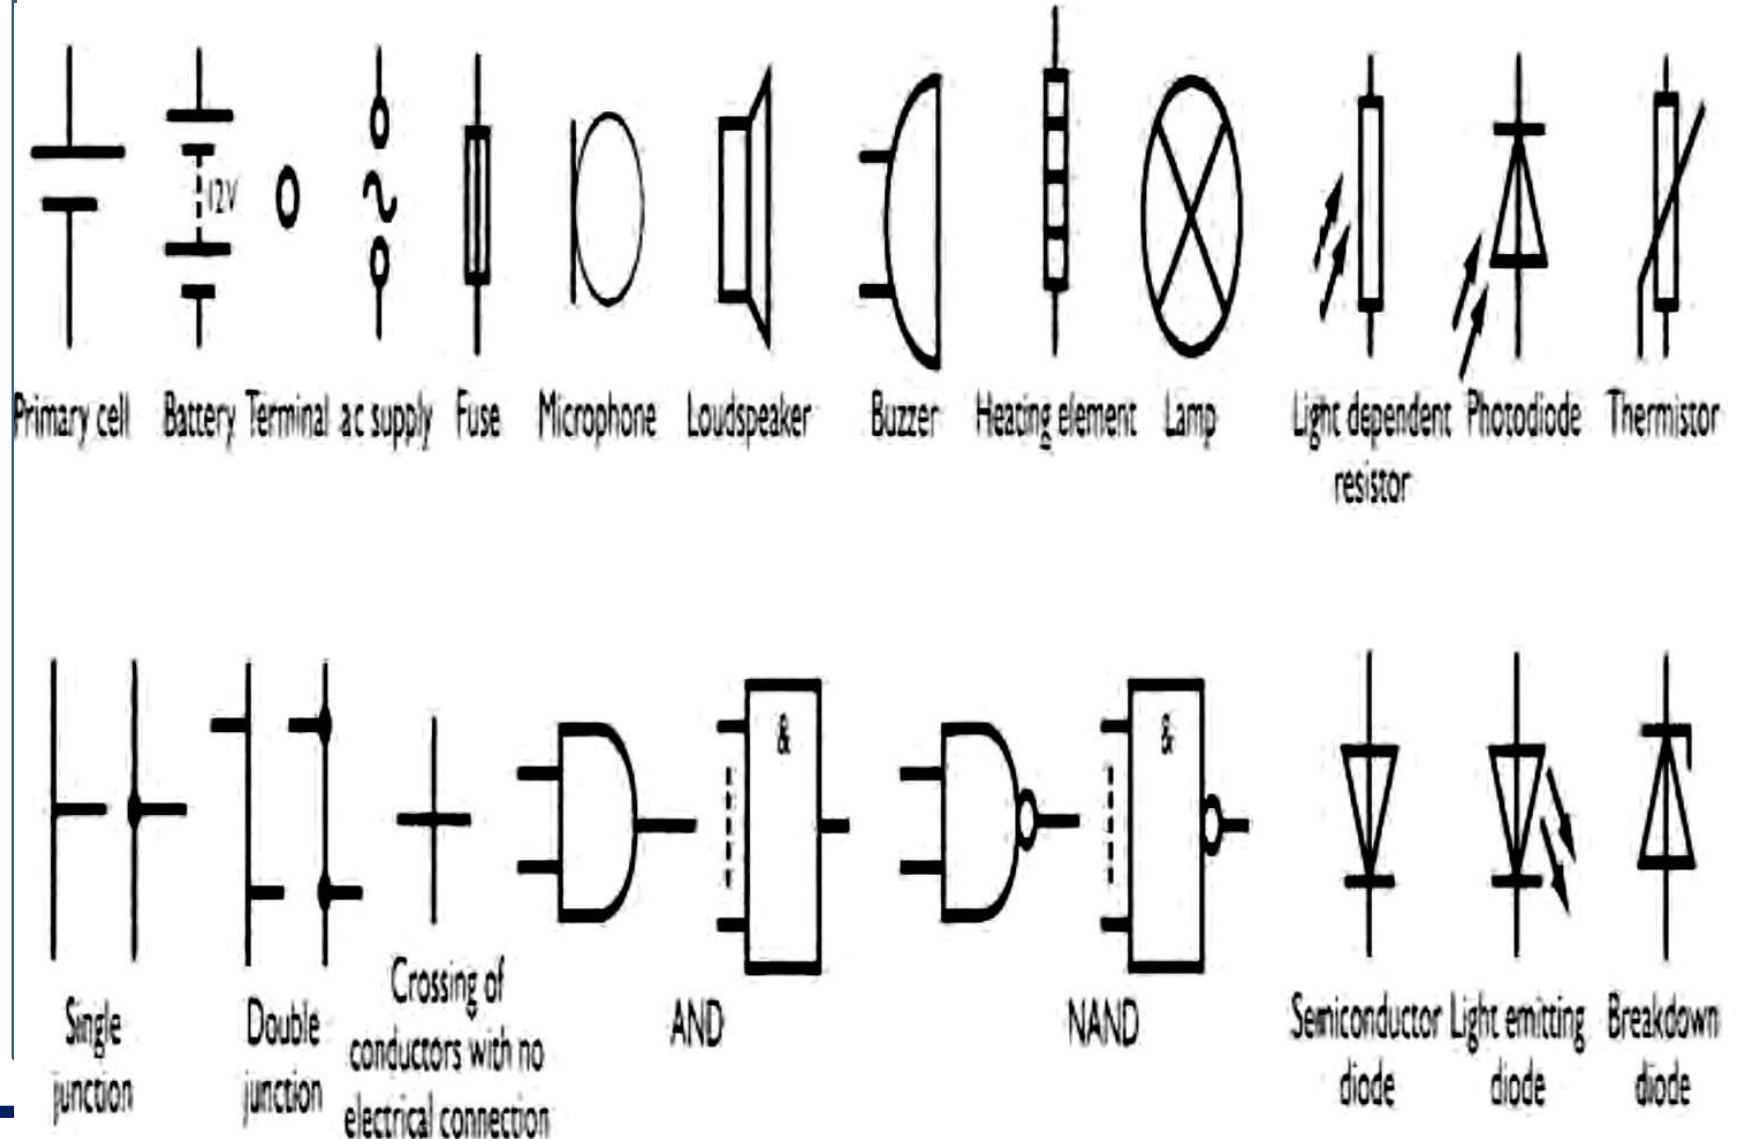 12V
Primary cell
Battery
Terminal
ac supply
Fuse
Microphone
Loudspeaker
Buzzer
Heating element
Lamp
Light dependent
resistor
Photodiode
Thermistor
&
&
Single
junction
Double
junction
Crossing of
conductors with no
electrical connection
AND
NAND
Semiconductor
diode
Light emitting
diode
Breakdown
diode